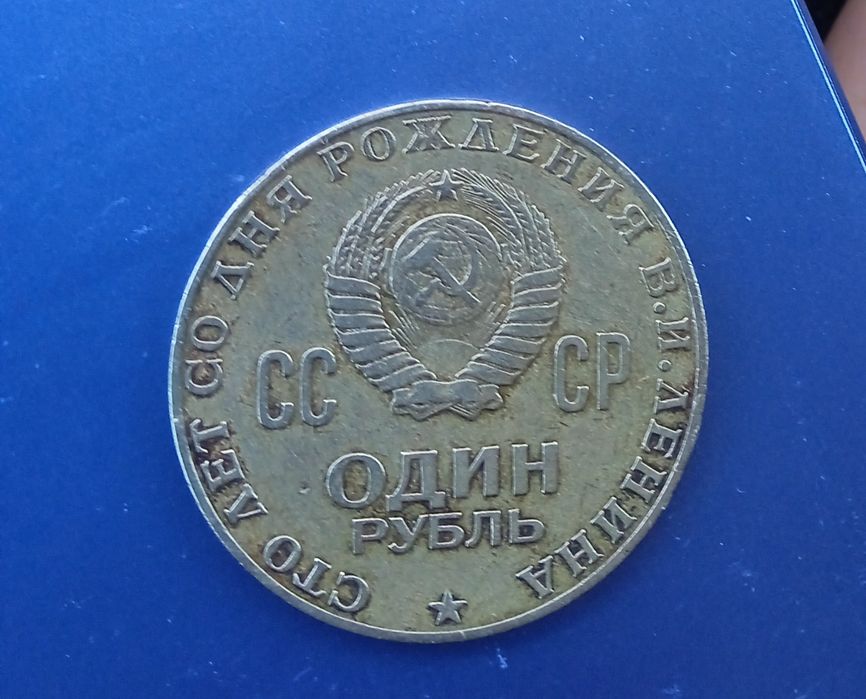 СТО ЛЕТ СО ДНЯ РОЖДЕНИЯ В.И.ЛЕНИНА
СС СР
ОДИН
РУБЛЬ